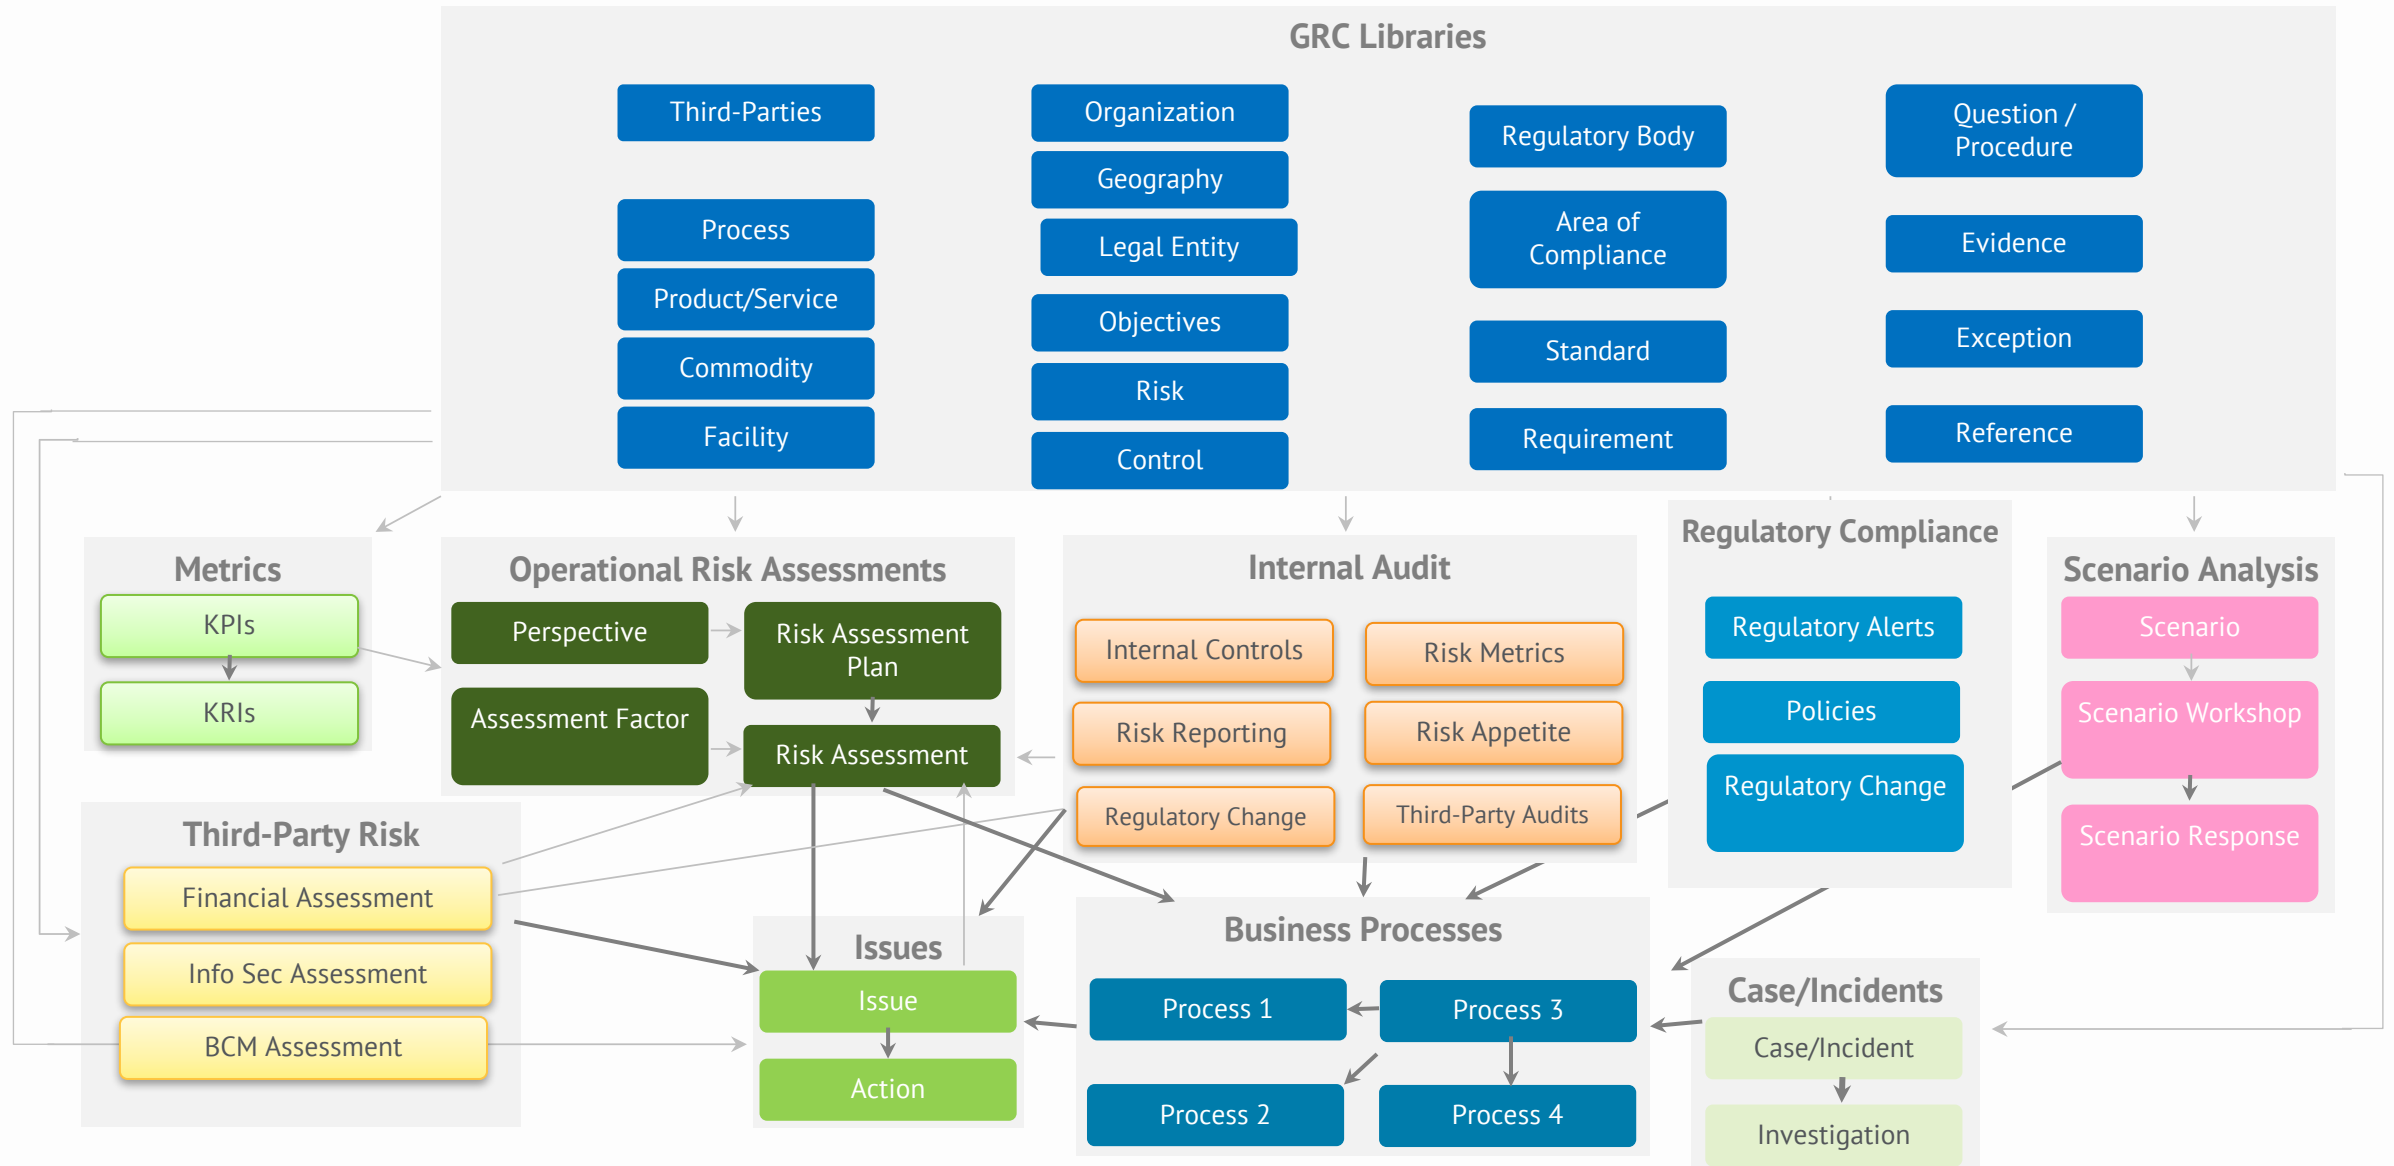 GRC Libraries
Third-Parties
Process
Product/Service
Commodity
Facility
Organization
Geography
Legal Entity
Objectives
Risk
Control
Regulatory Body
Area of
Compliance
Standard
Requirement
Question /
Procedure
Evidence
Exception
Reference
Metrics
KPIs
KRIs
Operational Risk Assessments
Perspective
Risk Assessment
Plan
Assessment Factor
Risk Assessment
Internal Audit
Internal Controls
Risk Metrics
Risk Reporting
Risk Appetite
Regulatory Change
Third-Party Audits
Regulatory Compliance
Regulatory Alerts
Policies
Regulatory Change
Scenario Analysis
Scenario
Scenario Workshop
Scenario Response
Third-Party Risk
Financial Assessment
Info Sec Assessment
BCM Assessment
Issues
Issue
Action
Business Processes
Process 1
Process 3
Process 2
Process 4
Case/Incidents
Case/Incident
Investigation